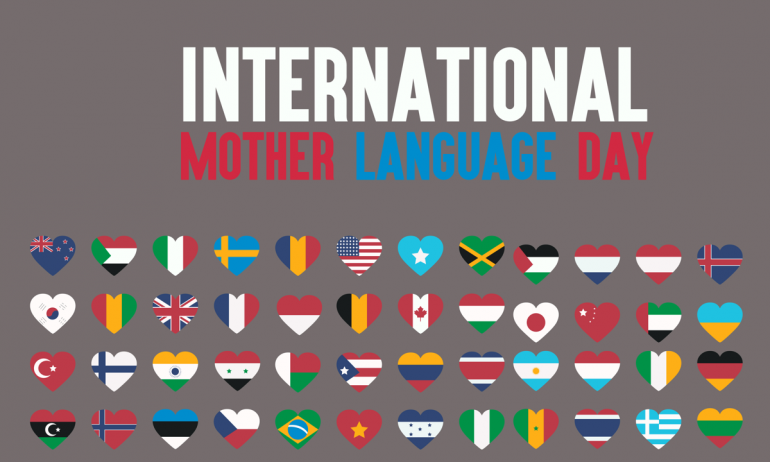 INTERNATIONAL
MOTHER LANGUAGE DAY